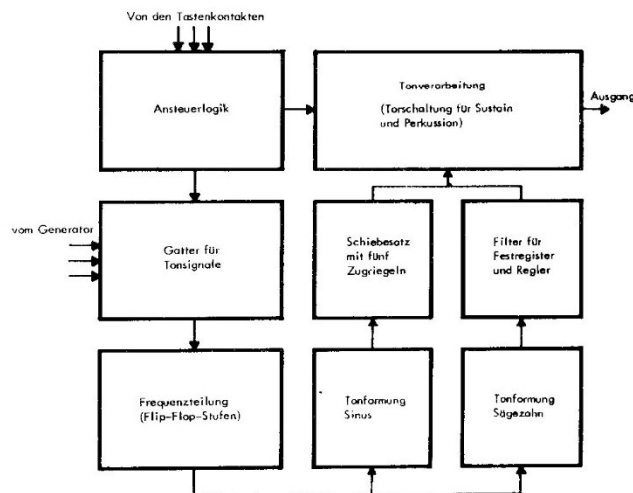 Von den Tastenkontakten
Ansteuerlogik
Tonverarbeitung
(Torschaltung für Sustain
und Perkussion)
Ausgang
vom Generator
Gatter für
Tonsignale
Schiebesatz
mit fünf
Zugriegeln
Filter für
Festregister
und Regler
Frequenzteilung
(Flip-Flop-Stufen)
Tonformung
Sinus
Tonformung
Sägezahn